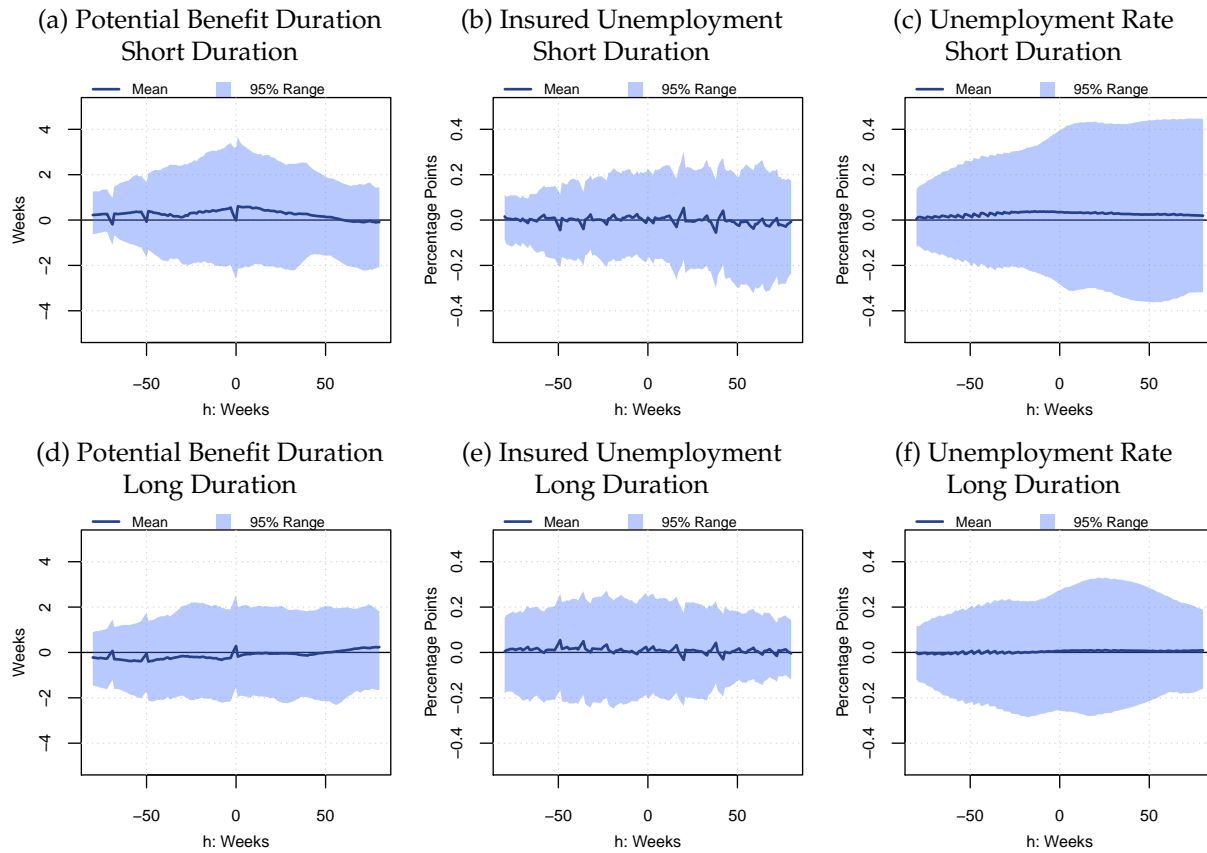 (a) Potential Benefit Duration
Short Duration
Mean 95% Range
4
2
0
−2
−4
Weeks
−50 0 50
h: Weeks
(b) Insured Unemployment
Short Duration
Mean 95% Range
0.4
0.2
0.0
−0.2
−0.4
Percentage Points
−50 0 50
h: Weeks
(c) Unemployment Rate
Short Duration
Mean 95% Range
0.4
0.2
0.0
−0.2
−0.4
Percentage Points
−50 0 50
h: Weeks
(d) Potential Benefit Duration
Long Duration
Mean 95% Range
4
2
0
−2
−4
Weeks
−50 0 50
h: Weeks
(e) Insured Unemployment
Long Duration
Mean 95% Range
0.4
0.2
0.0
−0.2
−0.4
Percentage Points
−50 0 50
h: Weeks
(f) Unemployment Rate
Long Duration
Mean 95% Range
0.4
0.2
0.0
−0.2
−0.4
Percentage Points
−50 0 50
h: Weeks